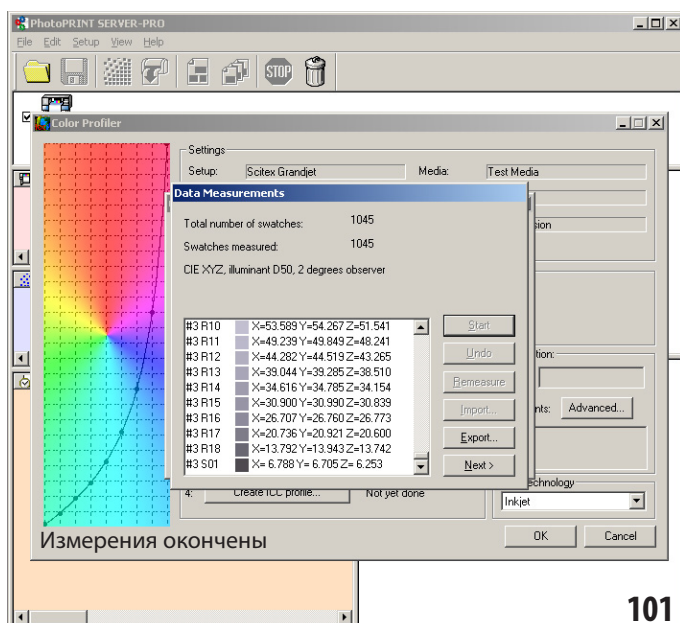 PhotoPRINT SERVER-PRO
File Edit Setup View Help
STOP
Color Profiler
Settings
Setup: Scitex Grandjet Media: Test Media
Data Measurements
Total number of swatches: 1045
Swatches measured: 1045
CIE XYZ, illuminant D50, 2 degrees observer
#3 R10 X=53.589 Y=54.267 Z=51.541
#3 R11 X=49.239 Y=49.849 Z=48.241
#3 R12 X=44.282 Y=44.519 Z=43.265
#3 R13 X=39.044 Y=39.285 Z=38.510
#3 R14 X=34.616 Y=34.785 Z=34.154
#3 R15 X=30.900 Y=30.990 Z=30.839
#3 R16 X=26.707 Y=26.760 Z=26.773
#3 R17 X=20.736 Y=20.921 Z=20.600
#3 R18 X=13.792 Y=13.943 Z=13.742
#3 S01 X= 6.788 Y= 6.705 Z= 6.253
Start
Undo
Remeasure
Import...
Export...
Next >
Advanced...
4: Create ICC profile... Not yet done
Inkjet
OK Cancel
Измерения окончены
101